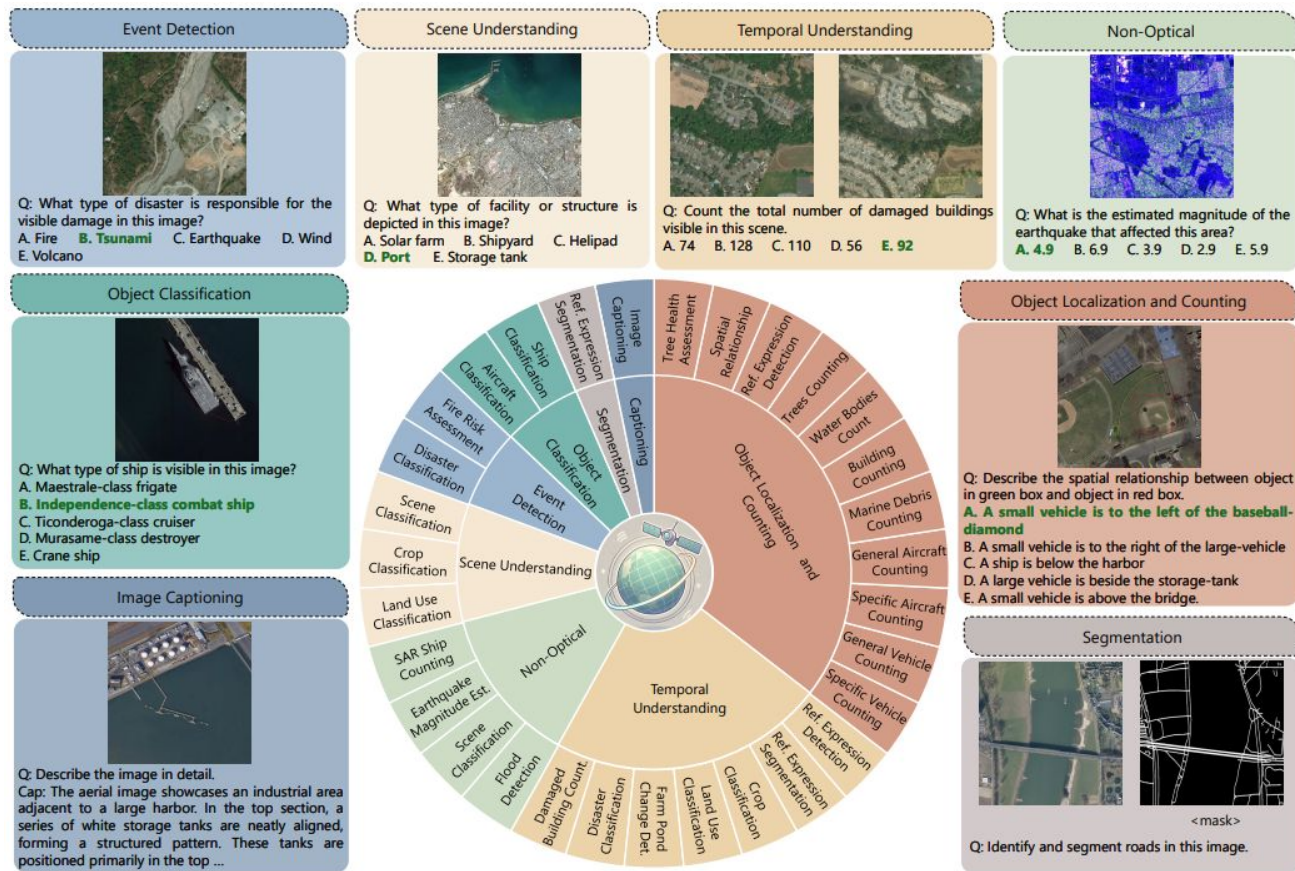 Event Detection
Q: What type of disaster is responsible for the
visible damage in this image?
A. Fire B. Tsunami C. Earthquake D. Wind
E. Volcano
Scene Understanding
Q: What type of facility or structure is
depicted in this image?
A. Solar farm B. Shipyard C. Helipad
D. Port E. Storage tank
Temporal Understanding
Q: Count the total number of damaged buildings
visible in this scene.
A. 74 B. 128 C. 110 D. 56 E. 92
Non-Optical
Q: What is the estimated magnitude of the
earthquake that affected this area?
A. 4.9 B. 6.9 C. 3.9 D. 2.9 E. 5.9
Object Classification
Q: What type of ship is visible in this image?
A. Maestrale-class frigate
B. Independence-class combat ship
C. Ticonderoga-class cruiser
D. Murasame-class destroyer
E. Crane ship
Image Captioning
Q: Describe the image in detail.
Cap: The aerial image showcases an industrial area
adjacent to a large harbor. In the top section, a
series of white storage tanks are neatly aligned,
forming a structured pattern. These tanks are
positioned primarily in the top ...
Object Localization and Counting
Q: Describe the spatial relationship between object
in green box and object in red box.
A. A small vehicle is to the left of the baseball-
diamond
B. A small vehicle is to the right of the large-vehicle
C. A ship is below the harbor
D. A large vehicle is beside the storage-tank
E. A small vehicle is above the bridge.
Segmentation
<mask>
Q: Identify and segment roads in this image.
Captioning
Object Localization and
Counting
Temporal
Understanding
Non-Optical
Scene Understanding
Event
Detection
Object
Classification
Segmentation
Image
Captioning
Tree Health
Assessment
Spatial
Relationship
Ref. Expression
Detection
Trees Counting
Water Bodies
Count
Building
Counting
Marine Debris
Counting
General Aircraft
Counting
Specific Aircraft
Counting
General Vehicle
Counting
Specific Vehicle
Counting
Ref. Expression
Detection
Ref. Expression
Segmentation
Crop
Classification
Land Use
Classification
Farm Pond
Change Det.
Disaster
Classification
Damaged
Building Count.
Flood
Detection
Scene
Classification
Earthquake
Magnitude Est.
SAR Ship
Counting
Land Use
Classification
Crop
Classification
Scene
Classification
Disaster
Classification
Fire Risk
Assessment
Aircraft
Classification
Ship
Classification
Ref. Expression
Segmentation